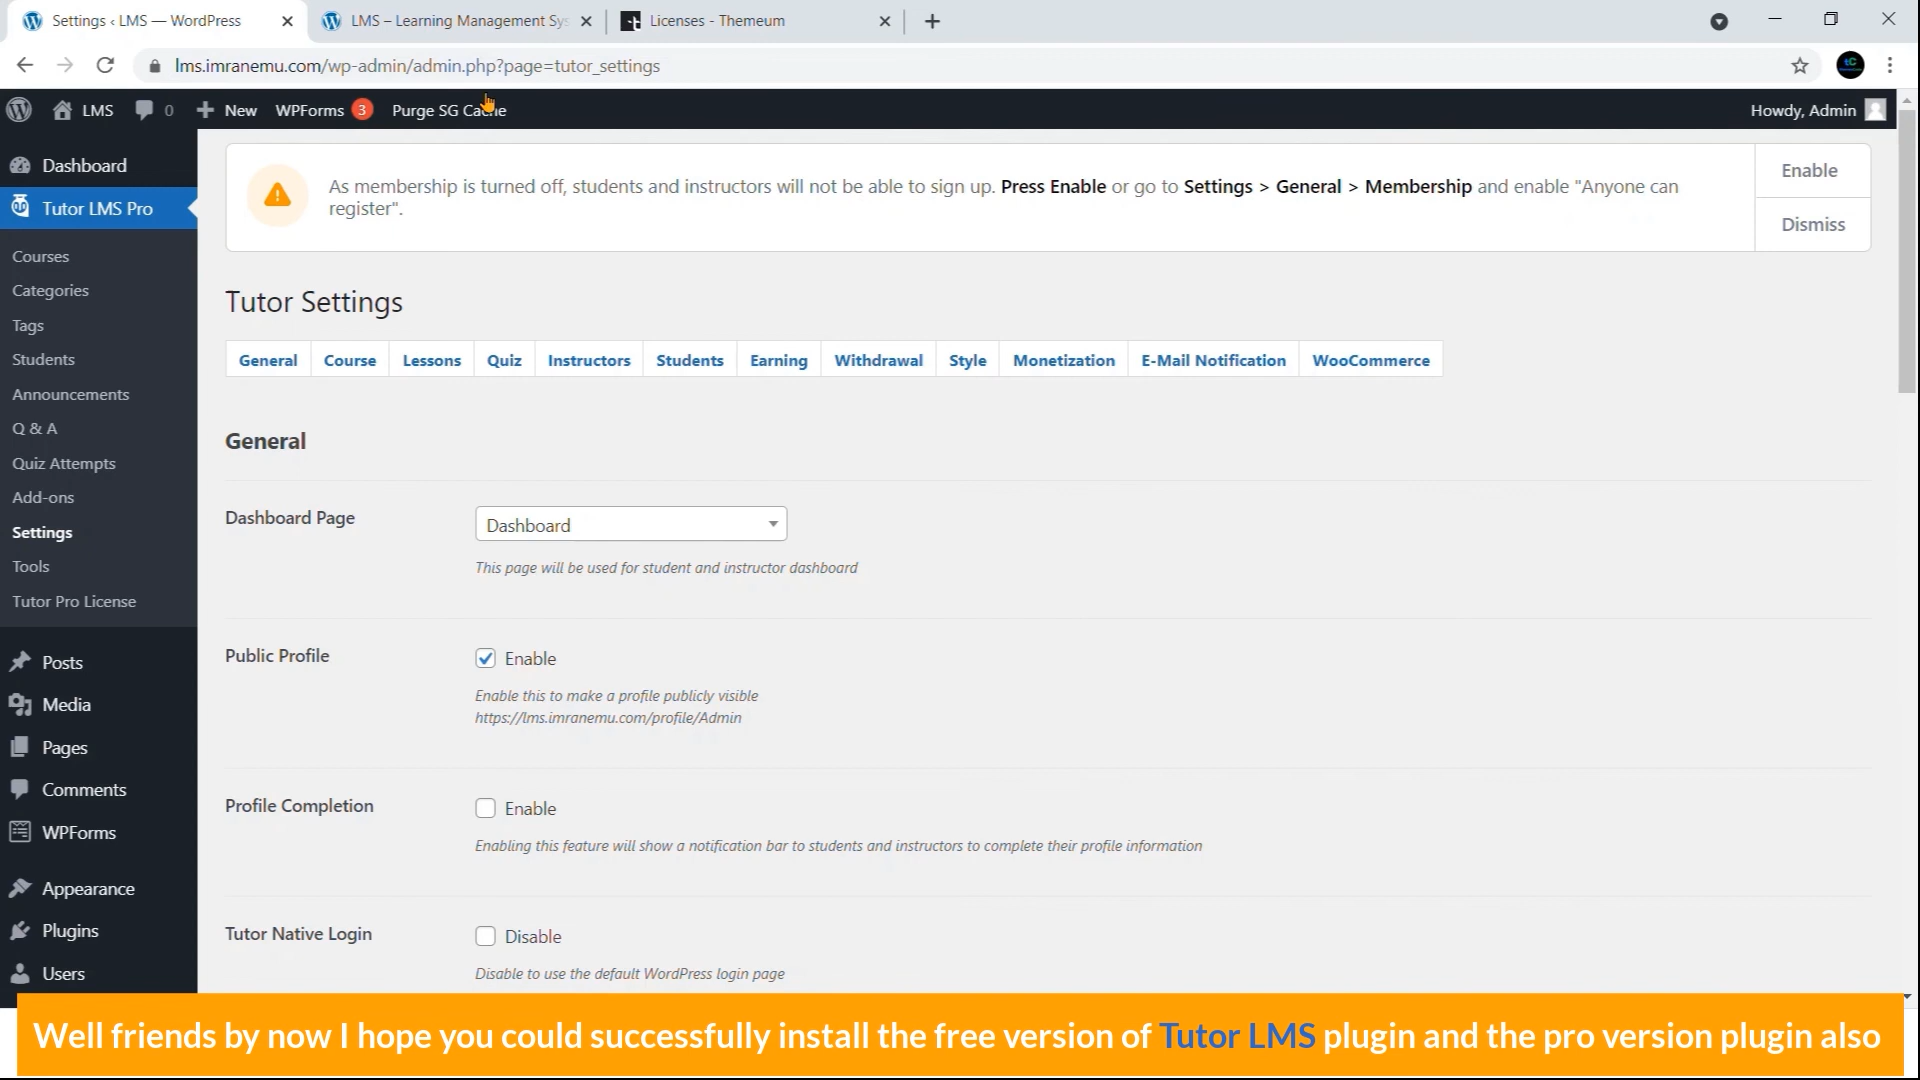 Settings ‹ LMS — WordPress
LMS – Learning Management Sys
Licenses - Themeum
lms.imranemu.com/wp-admin/admin.php?page=tutor_settings
LMS
0
New
WPForms 3
Purge SG Cache
Howdy, Admin
Dashboard
Tutor LMS Pro
Courses
Categories
Tags
Students
Announcements
Q & A
Quiz Attempts
Add-ons
Settings
Tools
Tutor Pro License
Posts
Media
Pages
Comments
WPForms
Appearance
Plugins
Users
As membership is turned off, students and instructors will not be able to sign up. Press Enable or go to Settings > General > Membership and enable "Anyone can
register".
Enable
Dismiss
Tutor Settings
General
Course
Lessons
Quiz
Instructors
Students
Earning
Withdrawal
Style
Monetization
E-Mail Notification
WooCommerce
General
Dashboard Page
Dashboard
This page will be used for student and instructor dashboard
Public Profile
Enable
Enable this to make a profile publicly visible
https://lms.imranemu.com/profile/Admin
Profile Completion
Enable
Enabling this feature will show a notification bar to students and instructors to complete their profile information
Tutor Native Login
Disable
Disable to use the default WordPress login page
Well friends by now I hope you could successfully install the free version of Tutor LMS plugin and the pro version plugin also